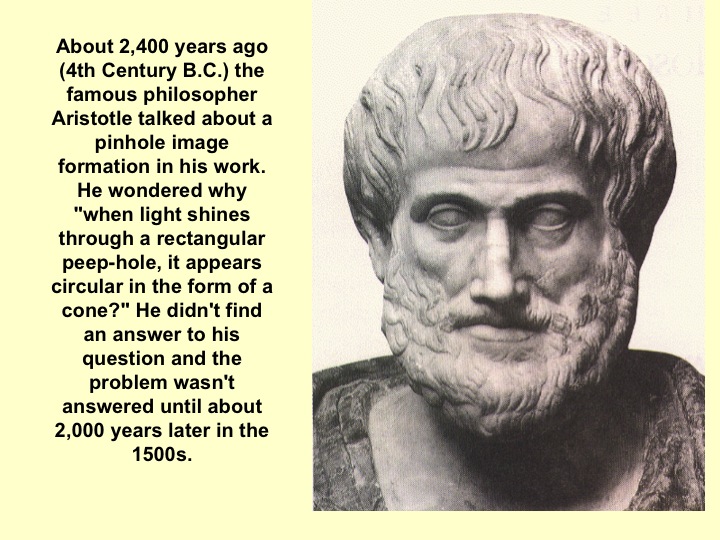 About 2,400 years ago
(4th Century B.C.) the
famous philosopher
Aristotle talked about a
pinhole image
formation in his work.
He wondered why
"when light shines
through a rectangular
peep-hole, it appears
circular in the form of a
cone?" He didn't find
an answer to his
question and the
problem wasn't
answered until about
2,000 years later in the
1500s.